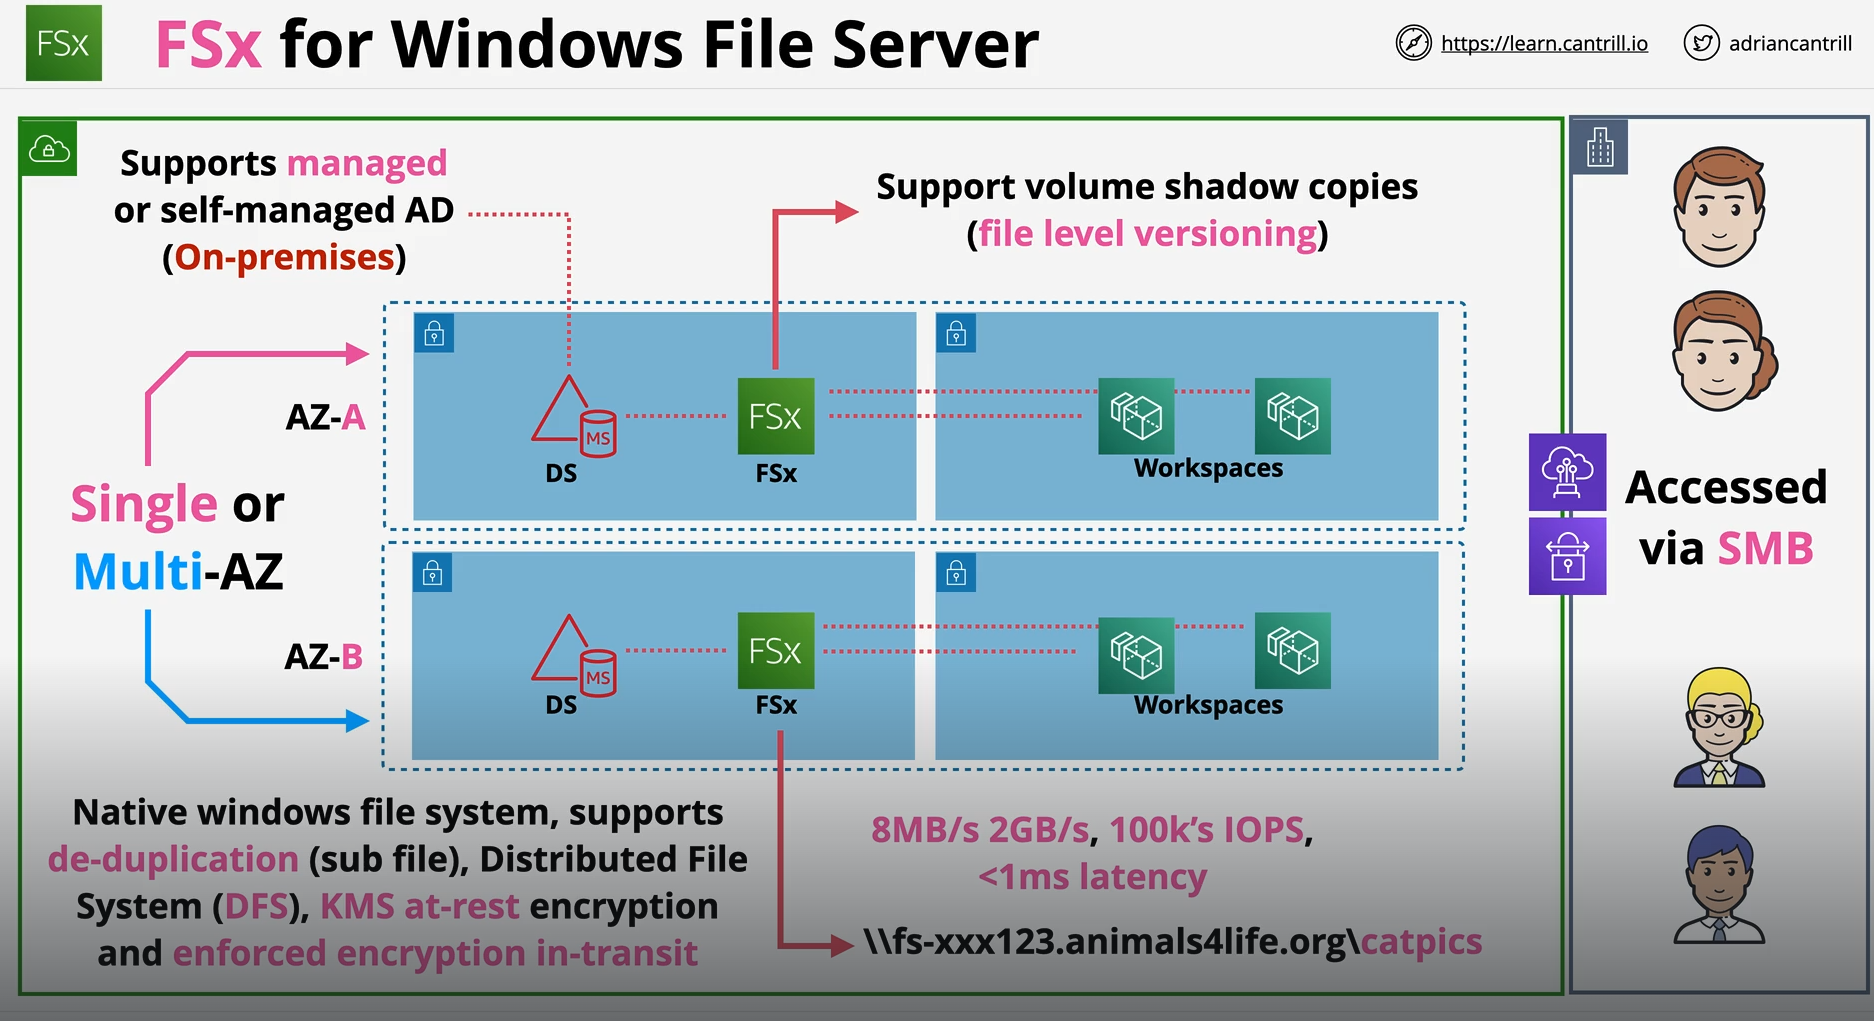 FSx
FSx for Windows File Server
https://learn.cantrill.io
adriancantrill
Supports managed
or self-managed AD
(On-premises)
Support volume shadow copies
(file level versioning)
AZ-A
MS
DS
FSx
FSx
Workspaces
Single or
Multi-AZ
AZ-B
MS
DS
FSx
FSx
Workspaces
Accessed
via SMB
Native windows file system, supports
de-duplication (sub file), Distributed File
System (DFS), KMS at-rest encryption
and enforced encryption in-transit
8MB/s 2GB/s, 100k's IOPS,
<1ms latency
\\fs-xxx123.animals4life.org\catpics